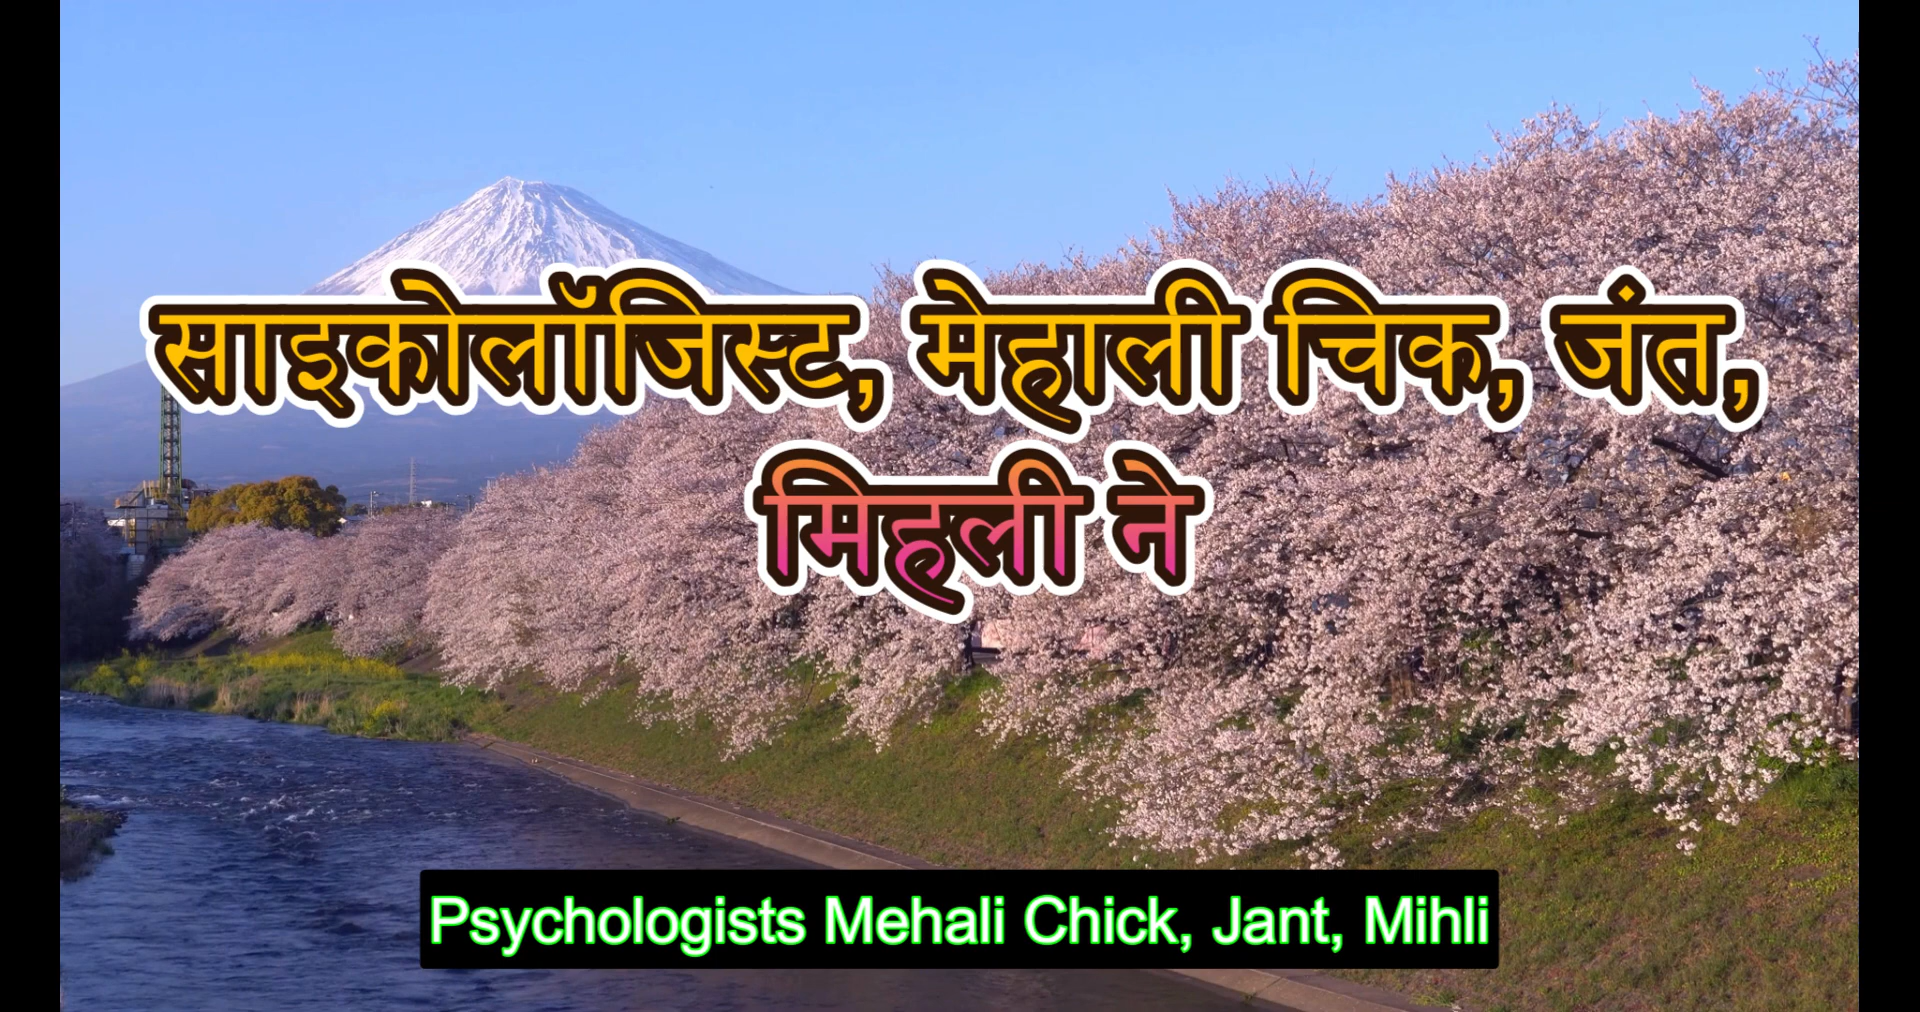 साइकोलॉजिस्ट, मेहाली चिक, जंत,
मिहली ने
Psychologists Mehali Chick, Jant, Mihli